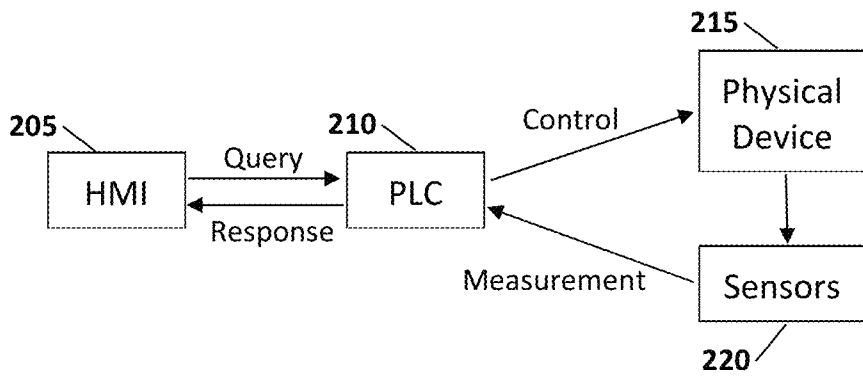 215
Physical
Device
Control
205
210
Query
HMI
PLC
Response
Measurement
Sensors
220